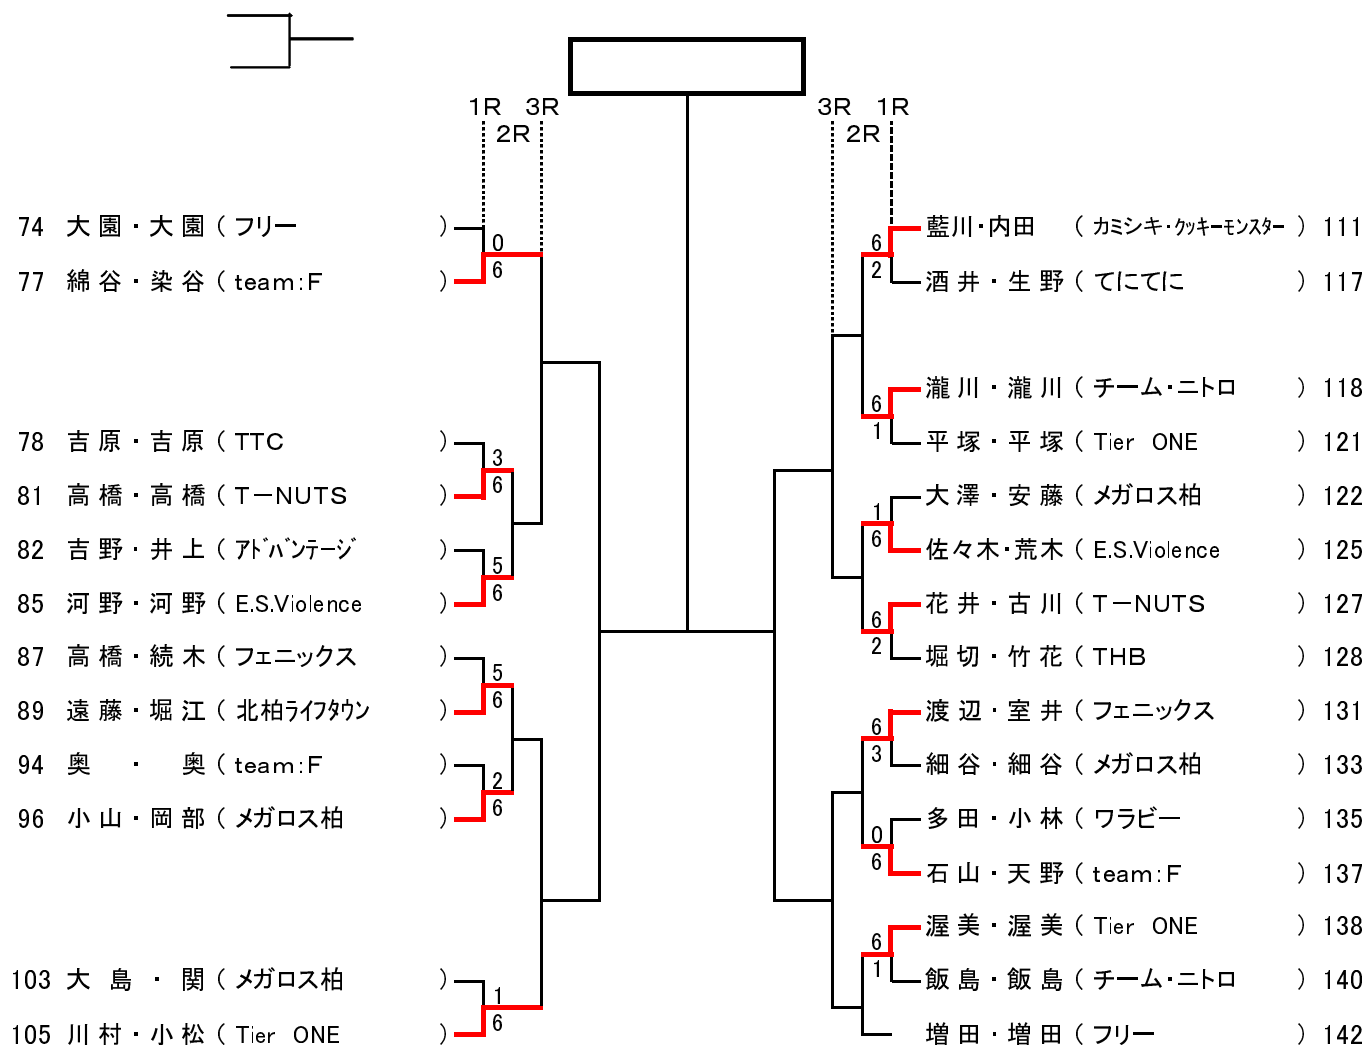 1R 3R 3R 1R
2R 2R
74 大園・大園 ( フリー )
0
6
77 綿谷・染谷 ( team:F )
78 吉原・吉原 ( TTC )
3
6
81 高橋・高橋 ( T－NUTS )
82 吉野・井上 ( ｱﾄﾞﾊﾞﾝﾃｰｼﾞ )
5
6
85 河野・河野 ( E.S.Violence )
87 高橋・続木 ( フェニックス )
5
6
89 遠藤・堀江 ( 北柏ﾗｲﾌﾀｳﾝ )
94 奥・奥 ( team:F )
2
6
96 小山・岡部 ( メガロス柏 )
103 大島・関 ( メガロス柏 )
1
6
105 川村・小松 ( Tier ONE )
藍川・内田 ( ｶﾐｼｷ・ｸｯｷｰﾓﾝｽﾀｰ ) 111
6
2
酒井・生野 ( てにてに ) 117
瀧川・瀧川 ( チーム・ニトロ ) 118
6
1
平塚・平塚 ( Tier ONE ) 121
大澤・安藤 ( メガロス柏 ) 122
1
6
佐々木・荒木 ( E.S.Violence ) 125
花井・古川 ( T－NUTS ) 127
6
2
堀切・竹花 ( THB ) 128
渡辺・室井 ( フェニックス ) 131
6
3
細谷・細谷 ( メガロス柏 ) 133
多田・小林 ( ワラビー ) 135
0
6
石山・天野 ( team:F ) 137
渥美・渥美 ( Tier ONE ) 138
6
1
飯島・飯島 ( チーム・ニトロ ) 140
増田・増田 ( フリー ) 142